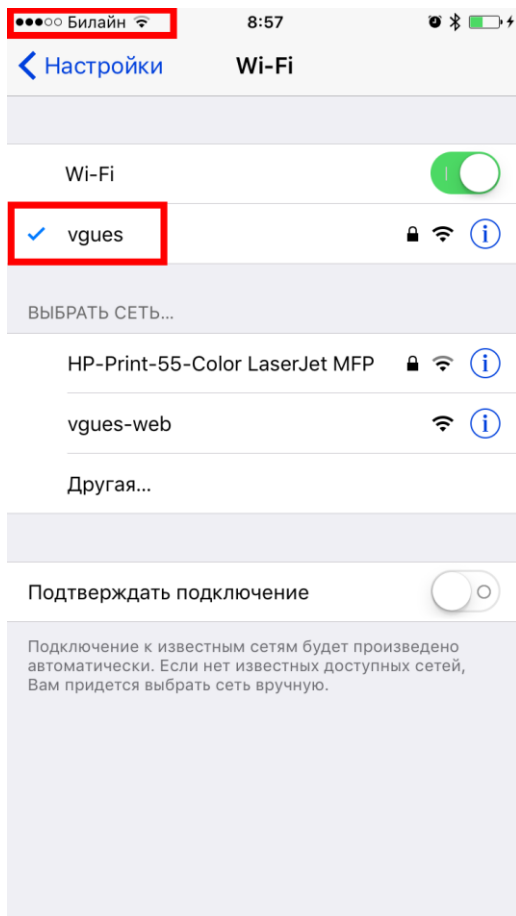 Билайн 8:57
Настройки Wi-Fi
Wi-Fi
vgues
ВЫБРАТЬ СЕТЬ...
HP-Print-55-Color LaserJet MFP
vgues-web
Другая...
Подтверждать подключение
Подключение к известным сетям будет произведено
автоматически. Если нет известных доступных сетей,
Вам придется выбрать сеть вручную.